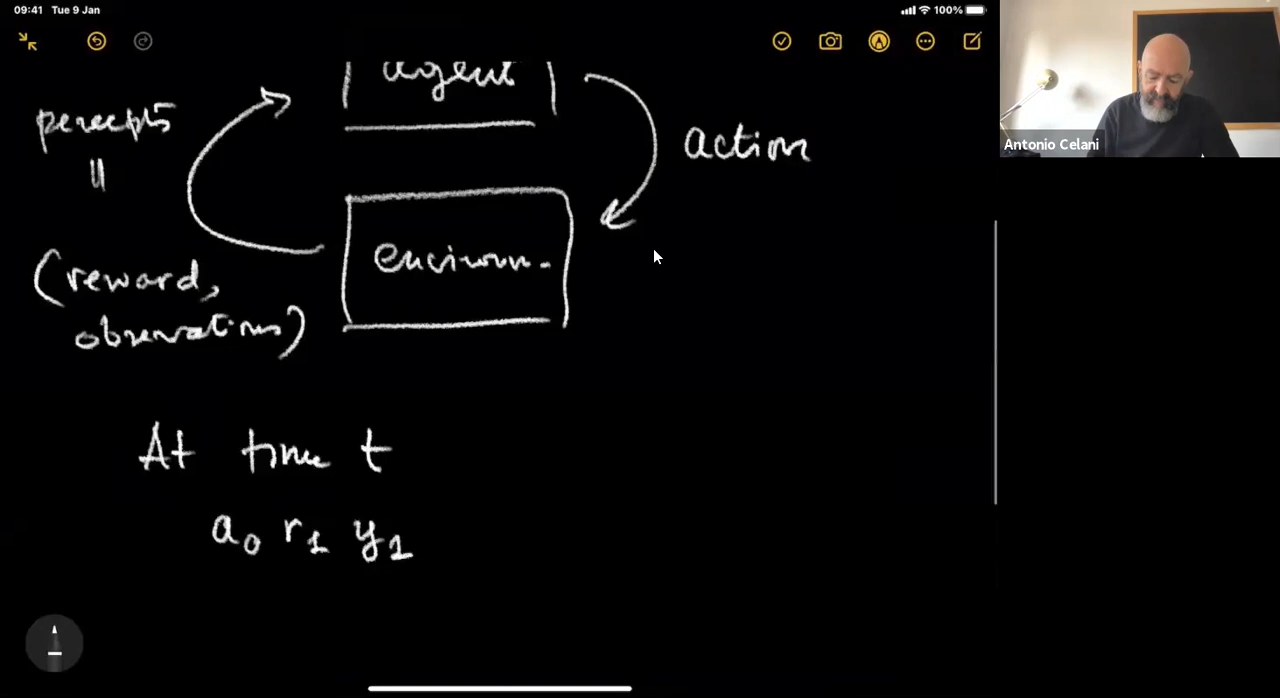 09:41 Tue 9 Jan
100%
agent
percepts
action
(reward,
observations)
environ.
At time t
a0 r1 y1
Antonio Celani